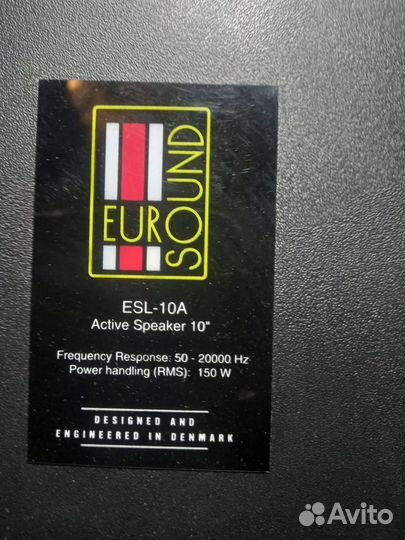 EURO
SOUND
ESL-10A
Active Speaker 10"
Frequency Response: 50 - 20000 Hz
Power handling (RMS): 150 W
DESIGNED AND
ENGINEERED IN DENMARK
Avito